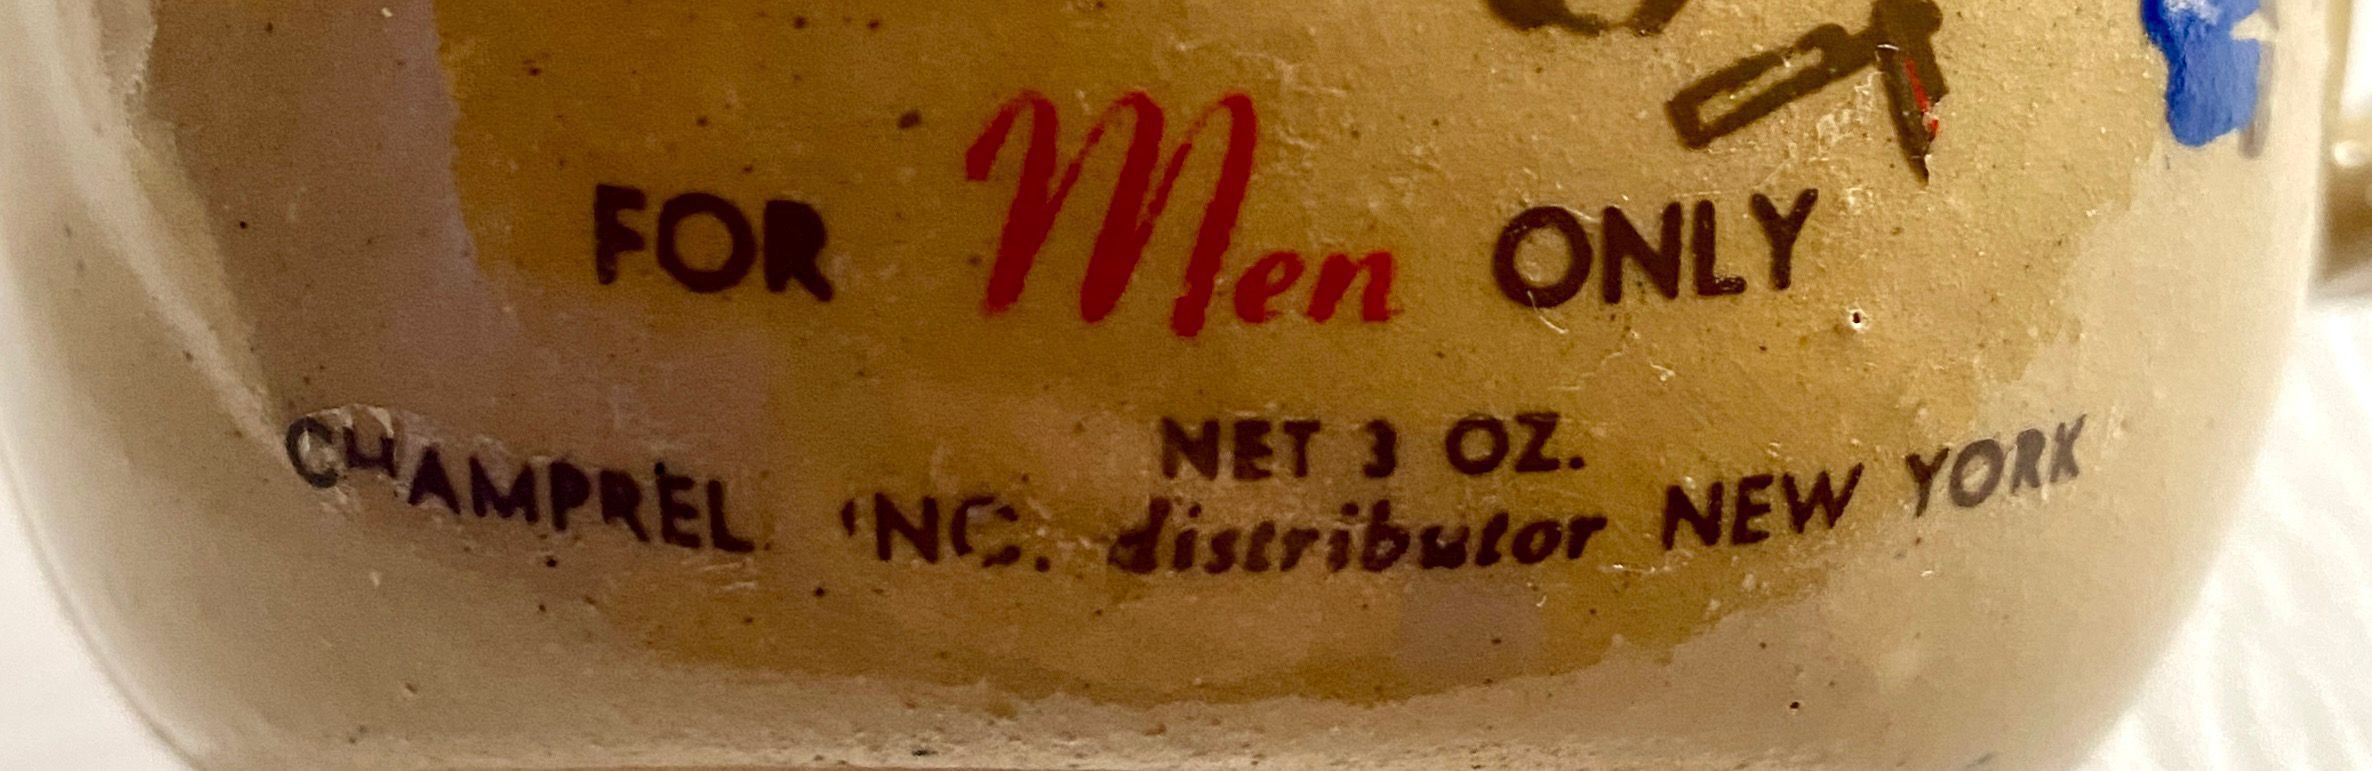 FOR Men ONLY
NET 3 OZ.
CHAMPREL INC. distributor NEW YORK